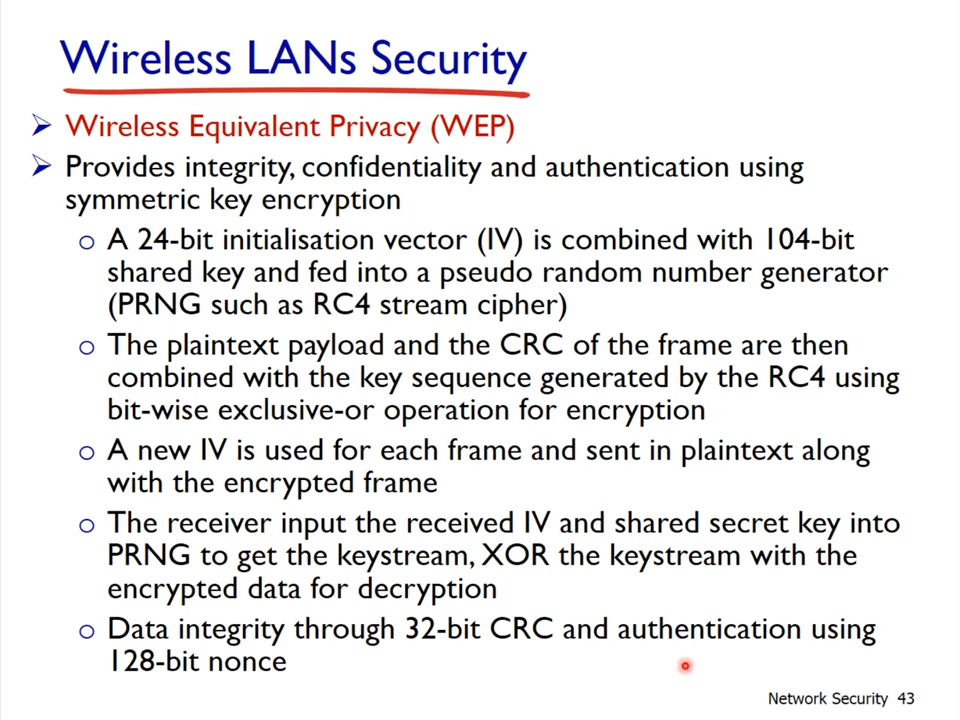 Wireless LANs Security
Wireless Equivalent Privacy (WEP)
Provides integrity, confidentiality and authentication using
symmetric key encryption
A 24-bit initialisation vector (IV) is combined with 104-bit
shared key and fed into a pseudo random number generator
(PRNG such as RC4 stream cipher)
The plaintext payload and the CRC of the frame are then
combined with the key sequence generated by the RC4 using
bit-wise exclusive-or operation for encryption
A new IV is used for each frame and sent in plaintext along
with the encrypted frame
The receiver input the received IV and shared secret key into
PRNG to get the keystream, XOR the keystream with the
encrypted data for decryption
Data integrity through 32-bit CRC and authentication using
128-bit nonce
Network Security 43